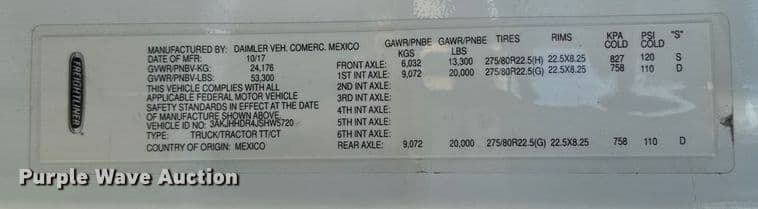 FREIGHTLINER
MANUFACTURED BY: DAIMLER VEH. COMERC. MEXICO
DATE OF MFR: 10/17
GVWR/PNBV-KG: 24,176
GVWR/PNBV-LBS: 53,300
THIS VEHICLE COMPLIES WITH ALL
APPLICABLE FEDERAL MOTOR VEHICLE
SAFETY STANDARDS IN EFFECT AT THE DATE
OF MANUFACTURE SHOWN ABOVE
VEHICLE ID NO: 3AKJHHDR4JSHW5720
TYPE: TRUCK/TRACTOR TT/CT
COUNTRY OF ORIGIN: MEXICO
GAWR/PNBE GAWR/PNBE TIRES RIMS KPA PSI "S"
KGS LBS COLD COLD
FRONT AXLE: 6,032 13,300 275/80R22.5(H) 22.5X8.25 827 120 S
1ST INT AXLE: 9,072 20,000 275/80R22.5(G) 22.5X8.25 758 110 D
2ND INT AXLE:
3RD INT AXLE:
4TH INT AXLE:
5TH INT AXLE:
6TH INT AXLE:
REAR AXLE: 9,072 20,000 275/80R22.5(G) 22.5X8.25 758 110 D
Purple Wave Auction